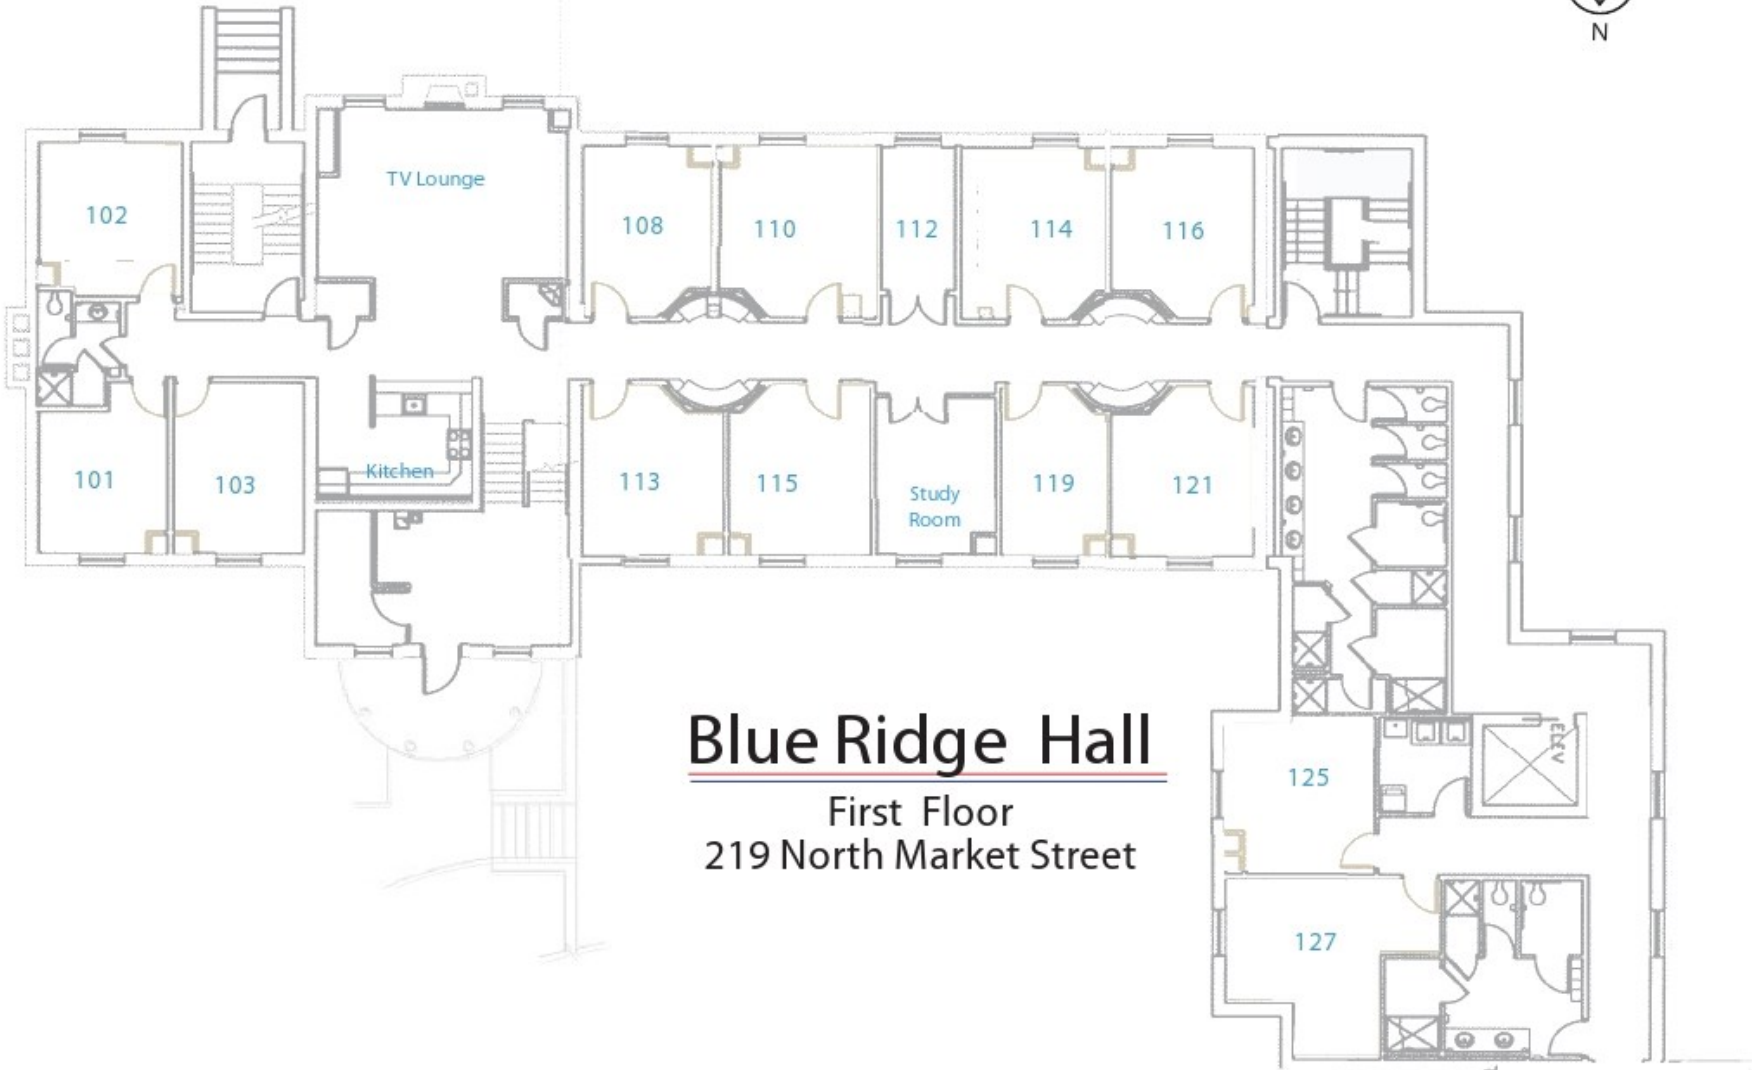 N
TV Lounge
102
108
110
112
114
116
101
103
Kitchen
113
115
Study
Room
119
121
Blue Ridge Hall
First Floor
219 North Market Street
125
ELEV
127